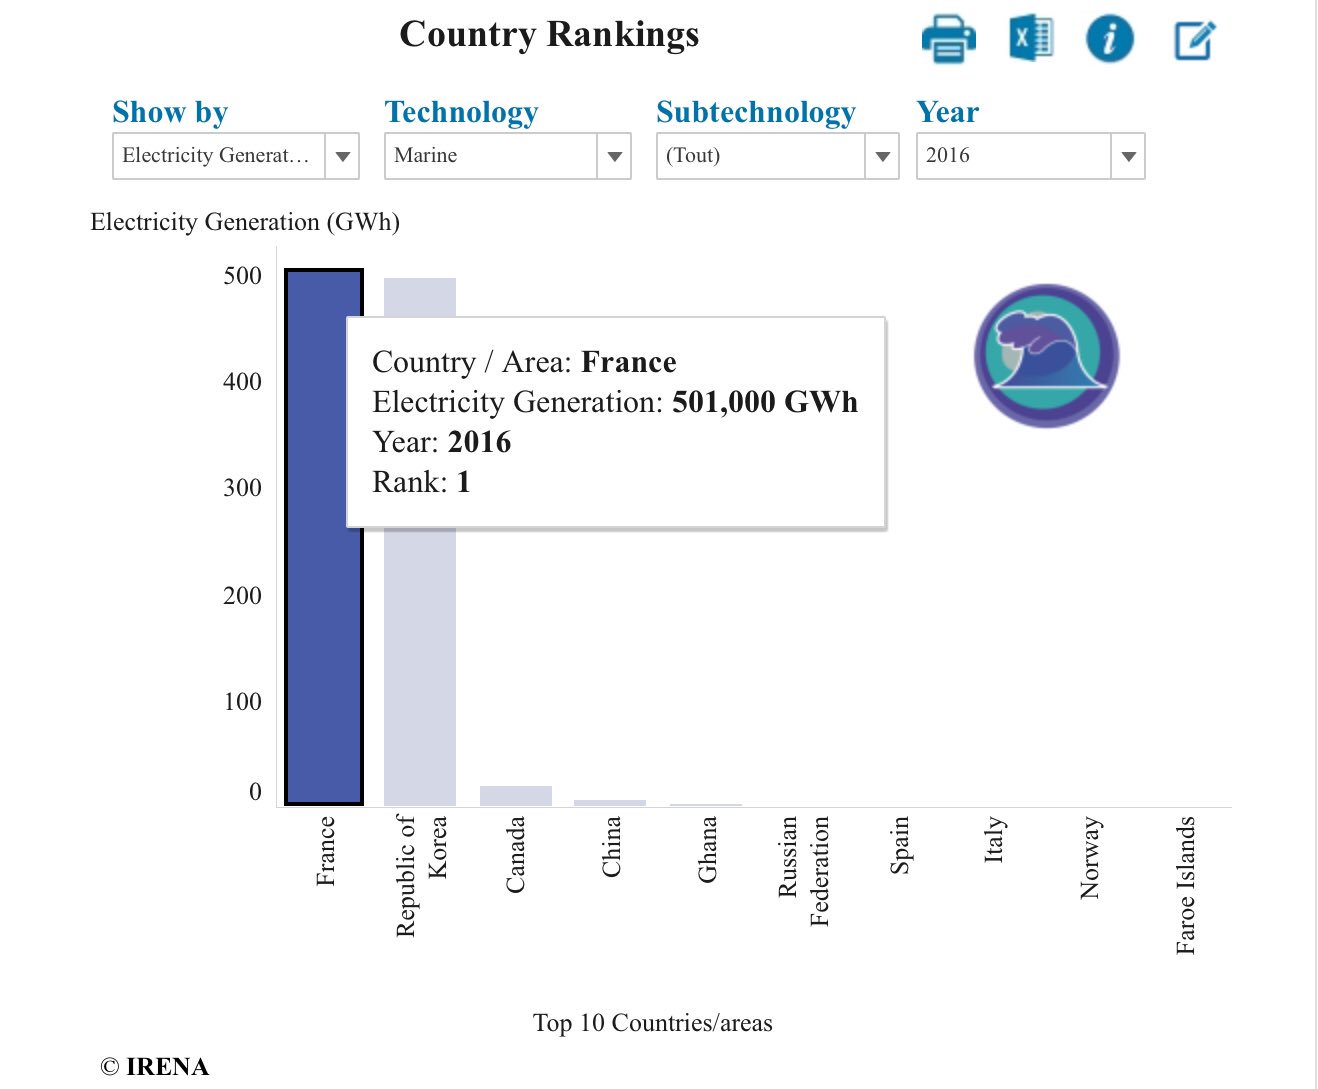 Country Rankings
Show by
Technology
Subtechnology
Year
Electricity Generat...
Marine
(Tout)
2016
Electricity Generation (GWh)
500
400
300
200
100
0
Country / Area: France
Electricity Generation: 501,000 GWh
Year: 2016
Rank: 1
France
Republic of
Korea
Canada
China
Ghana
Russian
Federation
Spain
Italy
Norway
Faroe Islands
Top 10 Countries/areas
© IRENA